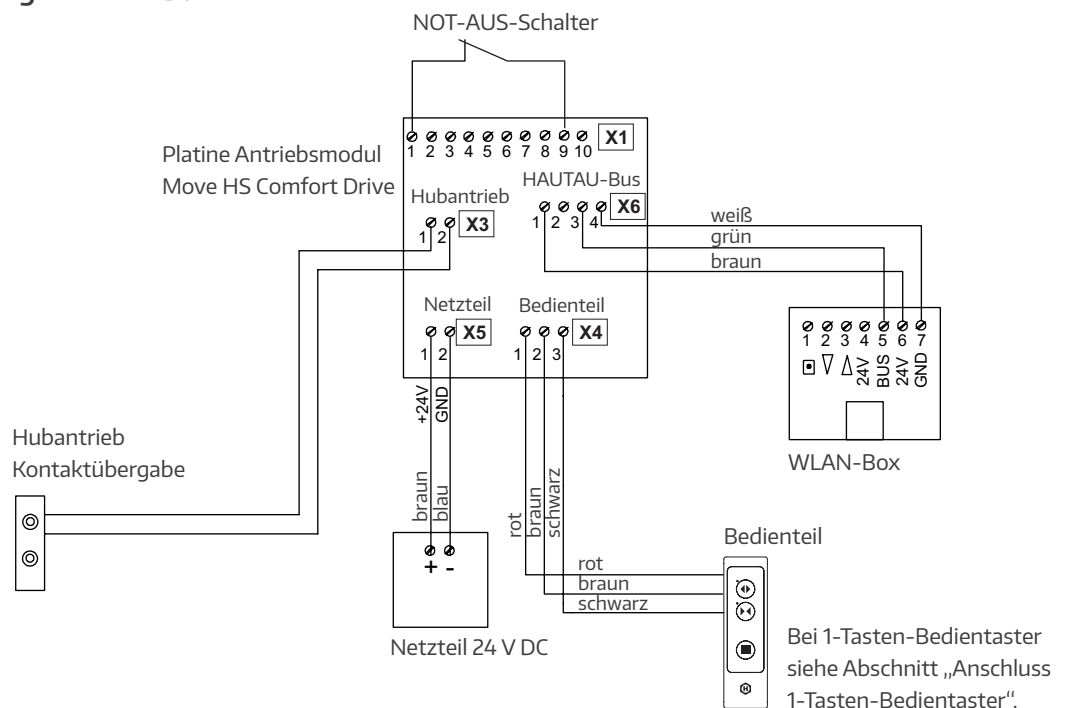 NOT-AUS-Schalter
Platine Antriebsmodul
Move HS Comfort Drive
1 2 3 4 5 6 7 8 9 10 X1
Hubantrieb
1 2 X3
HAUTAU-Bus
1 2 3 4 X6
weiß
grün
braun
Netzteil
1 2 X5
Bedienteil
1 2 3 X4
+24V
GND
braun
blau
rot
braun
schwarz
1 2 3 4 5 6 7
24V
BUS
24V
GND
WLAN-Box
Hubantrieb
Kontaktübergabe
+ -
Netzteil 24 V DC
rot
braun
schwarz
Bedienteil
H
Bei 1-Tasten-Bedientaster
siehe Abschnitt „Anschluss
1-Tasten-Bedientaster“.